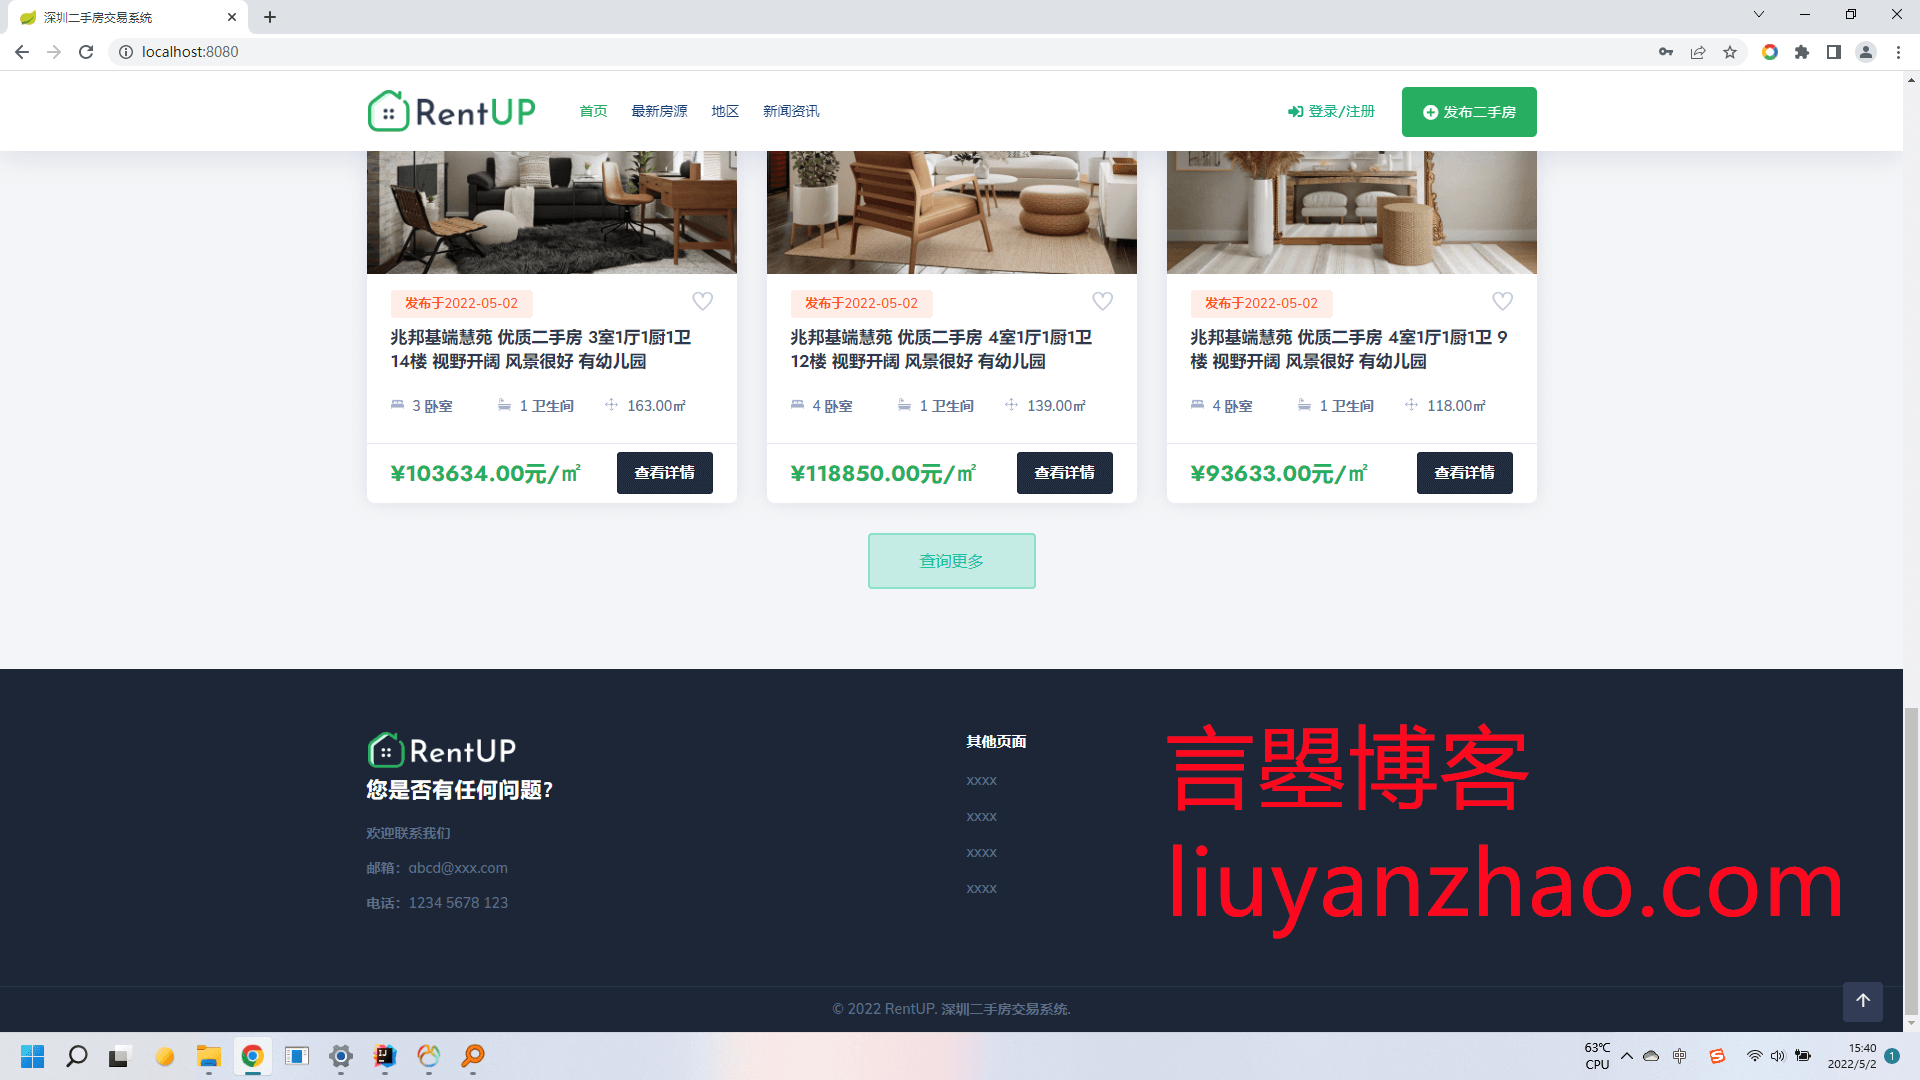 深圳二手房交易系统
localhost:8080
RentUP
首页
最新房源
地区
新闻资讯
登录/注册
发布二手房
发布于2022-05-02
兆邦基端慧苑 优质二手房 3室1厅1厨1卫
14楼 视野开阔 风景很好 有幼儿园
3 卧室
1 卫生间
163.00㎡
¥103634.00元/㎡
查看详情
发布于2022-05-02
兆邦基端慧苑 优质二手房 4室1厅1厨1卫
12楼 视野开阔 风景很好 有幼儿园
4 卧室
1 卫生间
139.00㎡
¥118850.00元/㎡
查看详情
发布于2022-05-02
兆邦基端慧苑 优质二手房 4室1厅1厨1卫 9
楼 视野开阔 风景很好 有幼儿园
4 卧室
1 卫生间
118.00㎡
¥93633.00元/㎡
查看详情
查询更多
RentUP
您是否有任何问题?
欢迎联系我们
邮箱：abcd@xxx.com
电话：1234 5678 123
其他页面
xxxx
xxxx
xxxx
xxxx
言曌博客
liuyanzhao.com
© 2022 RentUP. 深圳二手房交易系统.
63℃
CPU
中
15:40
2022/5/2
1